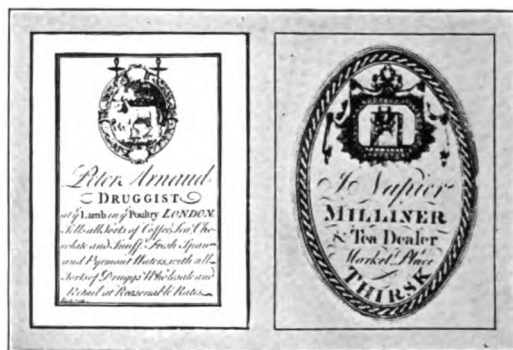 Peter Arnaud
DRUGGIST
at yᵉ Lamb in yᵉ Poultry LONDON.
Sells all Sorts of Coffee, Tea, Cho-
colate and Snuff. Fresh Spaw
and Pyrmont Waters, with all
Sorts of Druggs Wholesale and
Retail at Reasonable Rates
J Napier
MILLINER
& Tea Dealer
Market Place
THIRSK